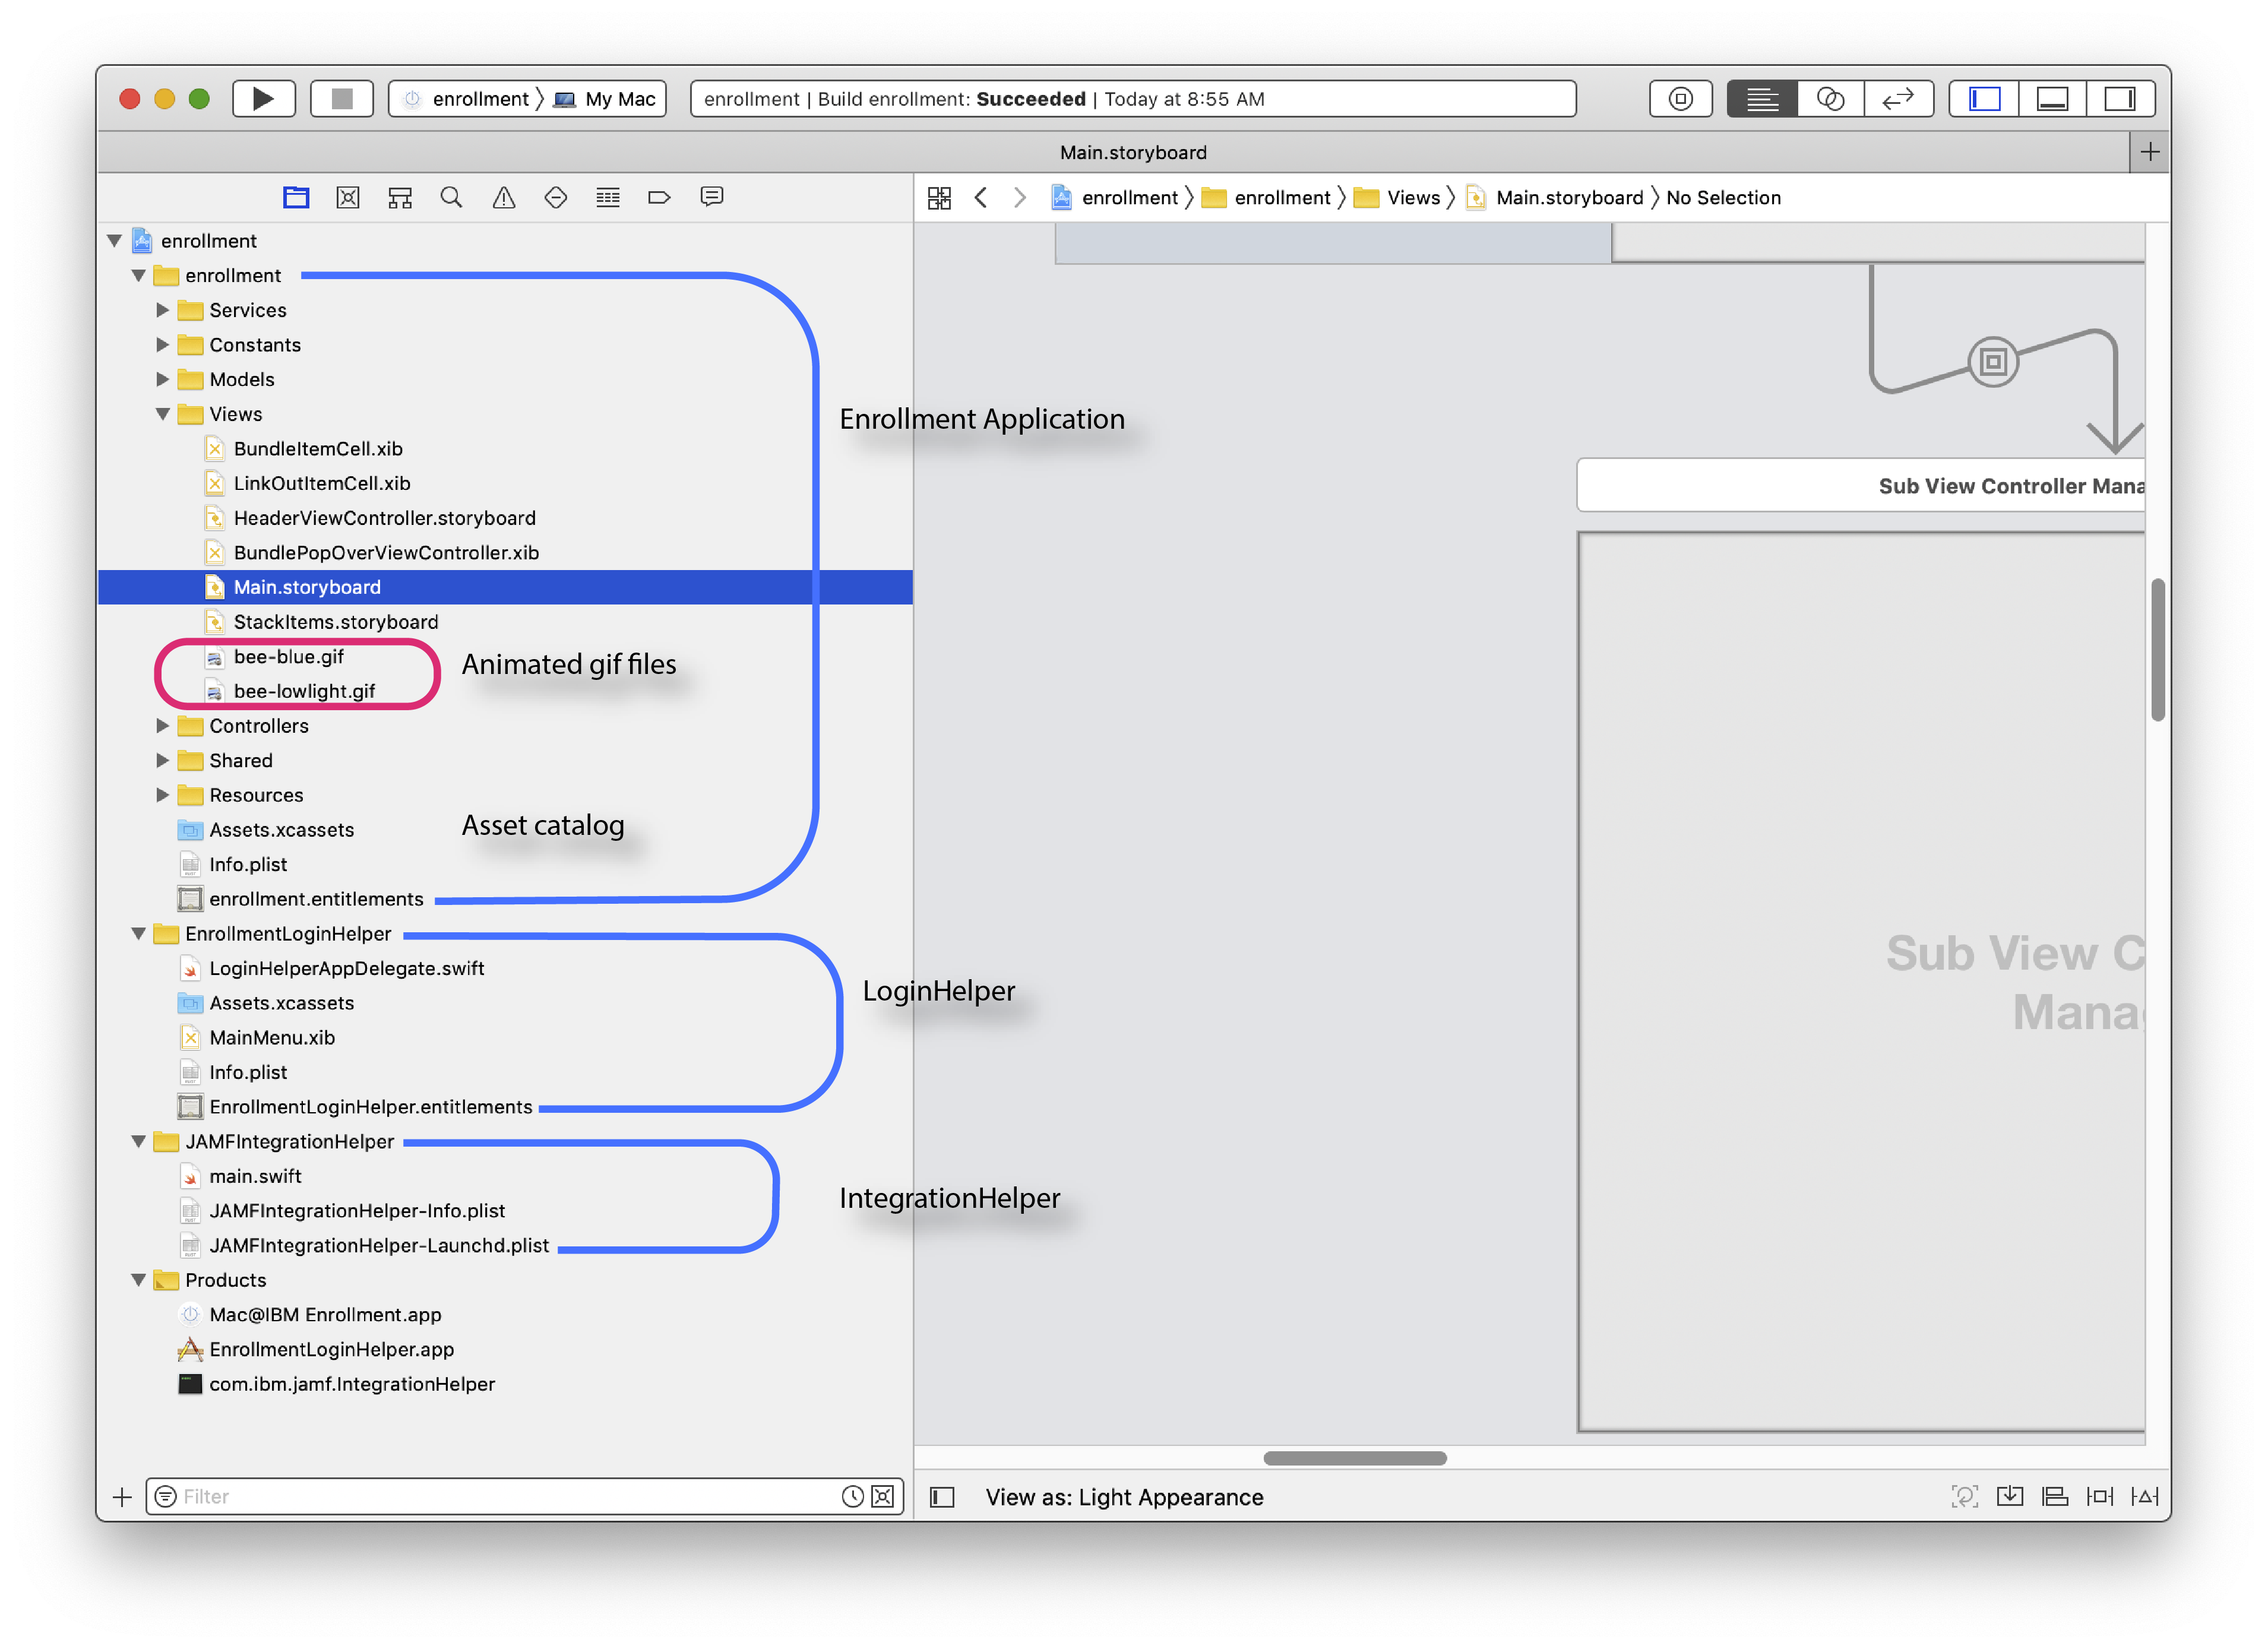 enrollment My Mac
enrollment | Build enrollment: Succeeded | Today at 8:55 AM
Main.storyboard
enrollment enrollment Views Main.storyboard No Selection
enrollment
enrollment
Services
Constants
Models
Views
Enrollment Application
BundleItemCell.xib
LinkOutItemCell.xib
Sub View Controller Mana
HeaderViewController.storyboard
BundlePopOverViewController.xib
Main.storyboard
StackItems.storyboard
bee-blue.gif
Animated gif files
bee-lowlight.gif
Controllers
Shared
Resources
Assets.xcassets
Asset catalog
Info.plist
enrollment.entitlements
EnrollmentLoginHelper
Sub View C
LoginHelperAppDelegate.swift
LoginHelper
Assets.xcassets
Manag
MainMenu.xib
Info.plist
EnrollmentLoginHelper.entitlements
JAMFIntegrationHelper
main.swift
IntegrationHelper
JAMFIntegrationHelper-Info.plist
JAMFIntegrationHelper-Launchd.plist
Products
Mac@IBM Enrollment.app
EnrollmentLoginHelper.app
com.ibm.jamf.IntegrationHelper
Filter
View as: Light Appearance